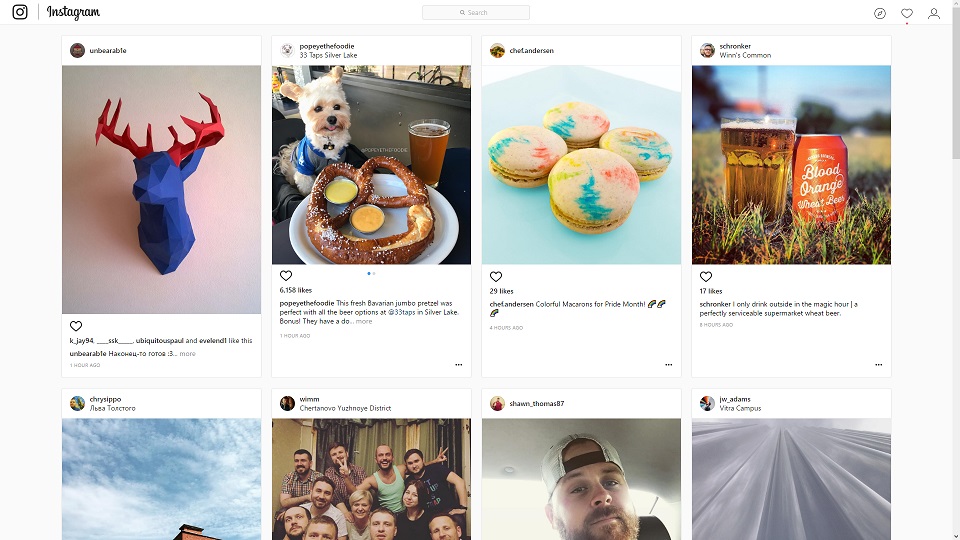 Instagram
Search
unbearab1e
k_jay94, ____ssk____, ubiquitouspaul and evelend1 like this
unbearab1e Наконец-то готов :3... more
1 HOUR AGO
popeyethefoodie
33 Taps Silver Lake
@POPEYETHEFOODIE
6,158 likes
popeyethefoodie This fresh Bavarian jumbo pretzel was
perfect with all the beer options at @33taps in Silver Lake.
Bonus! They have a do... more
1 HOUR AGO
chef.andersen
29 likes
chef.andersen Colorful Macarons for Pride Month! 🌈🌈
🌈
4 HOURS AGO
schronker
Winn's Common
Blood
Orange
Wheat Beer
17 likes
schronker I only drink outside in the magic hour | a
perfectly serviceable supermarket wheat beer.
8 HOURS AGO
chrysippo
Льва Толстого
wimm
Chertanovo Yuzhnoye District
shawn_thomas87
jw_adams
Vitra Campus